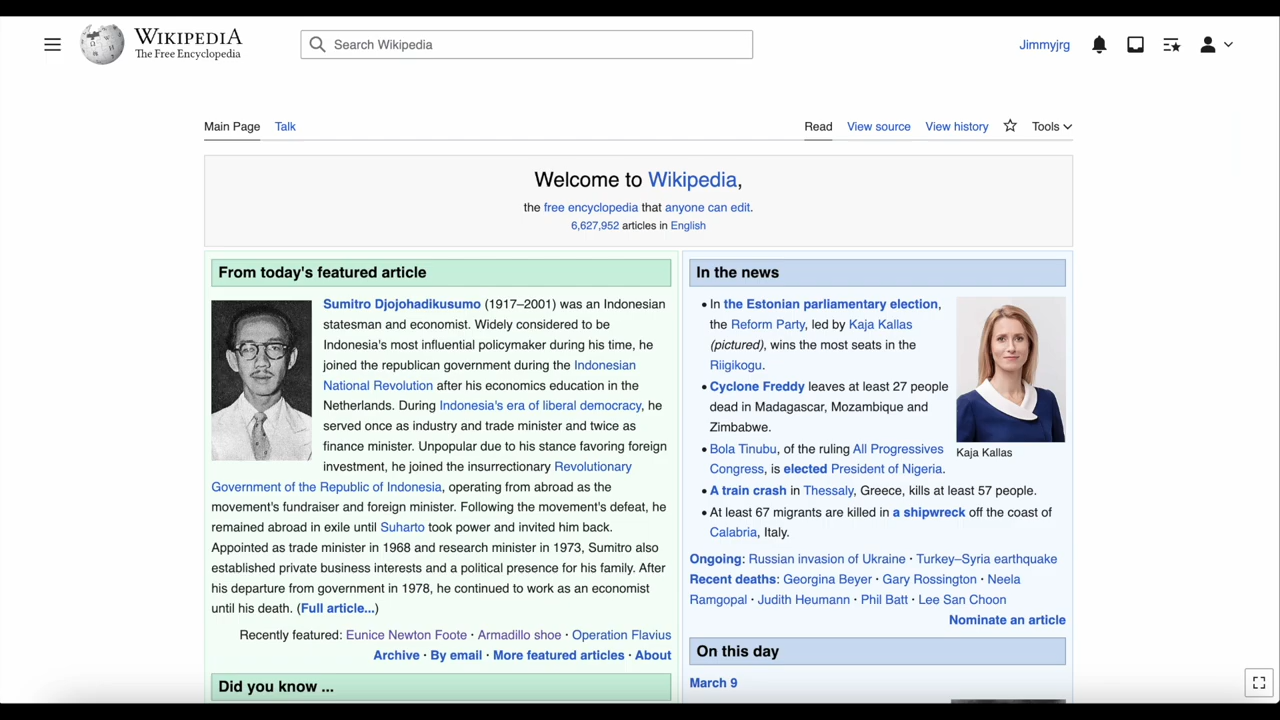 WIKIPEDIA
The Free Encyclopedia
Search Wikipedia
Jimmyjrg
Main Page Talk
Read View source View history Tools
Welcome to Wikipedia,
the free encyclopedia that anyone can edit.
6,627,952 articles in English
From today's featured article
Sumitro Djojohadikusumo (1917–2001) was an Indonesian
statesman and economist. Widely considered to be
Indonesia's most influential policymaker during his time, he
joined the republican government during the Indonesian
National Revolution after his economics education in the
Netherlands. During Indonesia's era of liberal democracy, he
served once as industry and trade minister and twice as
finance minister. Unpopular due to his stance favoring foreign
investment, he joined the insurrectionary Revolutionary
Government of the Republic of Indonesia, operating from abroad as the
movement's fundraiser and foreign minister. Following the movement's defeat, he
remained abroad in exile until Suharto took power and invited him back.
Appointed as trade minister in 1968 and research minister in 1973, Sumitro also
established private business interests and a political presence for his family. After
his departure from government in 1978, he continued to work as an economist
until his death. (Full article...)
Recently featured: Eunice Newton Foote · Armadillo shoe · Operation Flavius
Archive · By email · More featured articles · About
Did you know ...
In the news
• In the Estonian parliamentary election,
the Reform Party, led by Kaja Kallas
(pictured), wins the most seats in the
Riigikogu.
• Cyclone Freddy leaves at least 27 people
dead in Madagascar, Mozambique and
Zimbabwe.
• Bola Tinubu, of the ruling All Progressives
Congress, is elected President of Nigeria.
Kaja Kallas
• A train crash in Thessaly, Greece, kills at least 57 people.
• At least 67 migrants are killed in a shipwreck off the coast of
Calabria, Italy.
Ongoing: Russian invasion of Ukraine · Turkey–Syria earthquake
Recent deaths: Georgina Beyer · Gary Rossington · Neela
Ramgopal · Judith Heumann · Phil Batt · Lee San Choon
Nominate an article
On this day
March 9